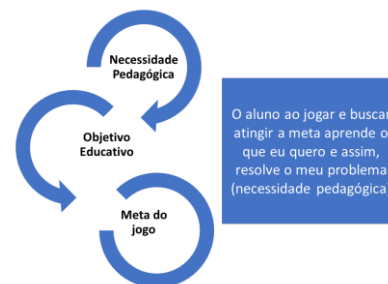 Necessidade
Pedagógica
Objetivo
Educativo
Meta do
jogo
O aluno ao jogar e buscar
atingir a meta aprende o
que eu quero e assim,
resolve o meu problema
(necessidade pedagógica